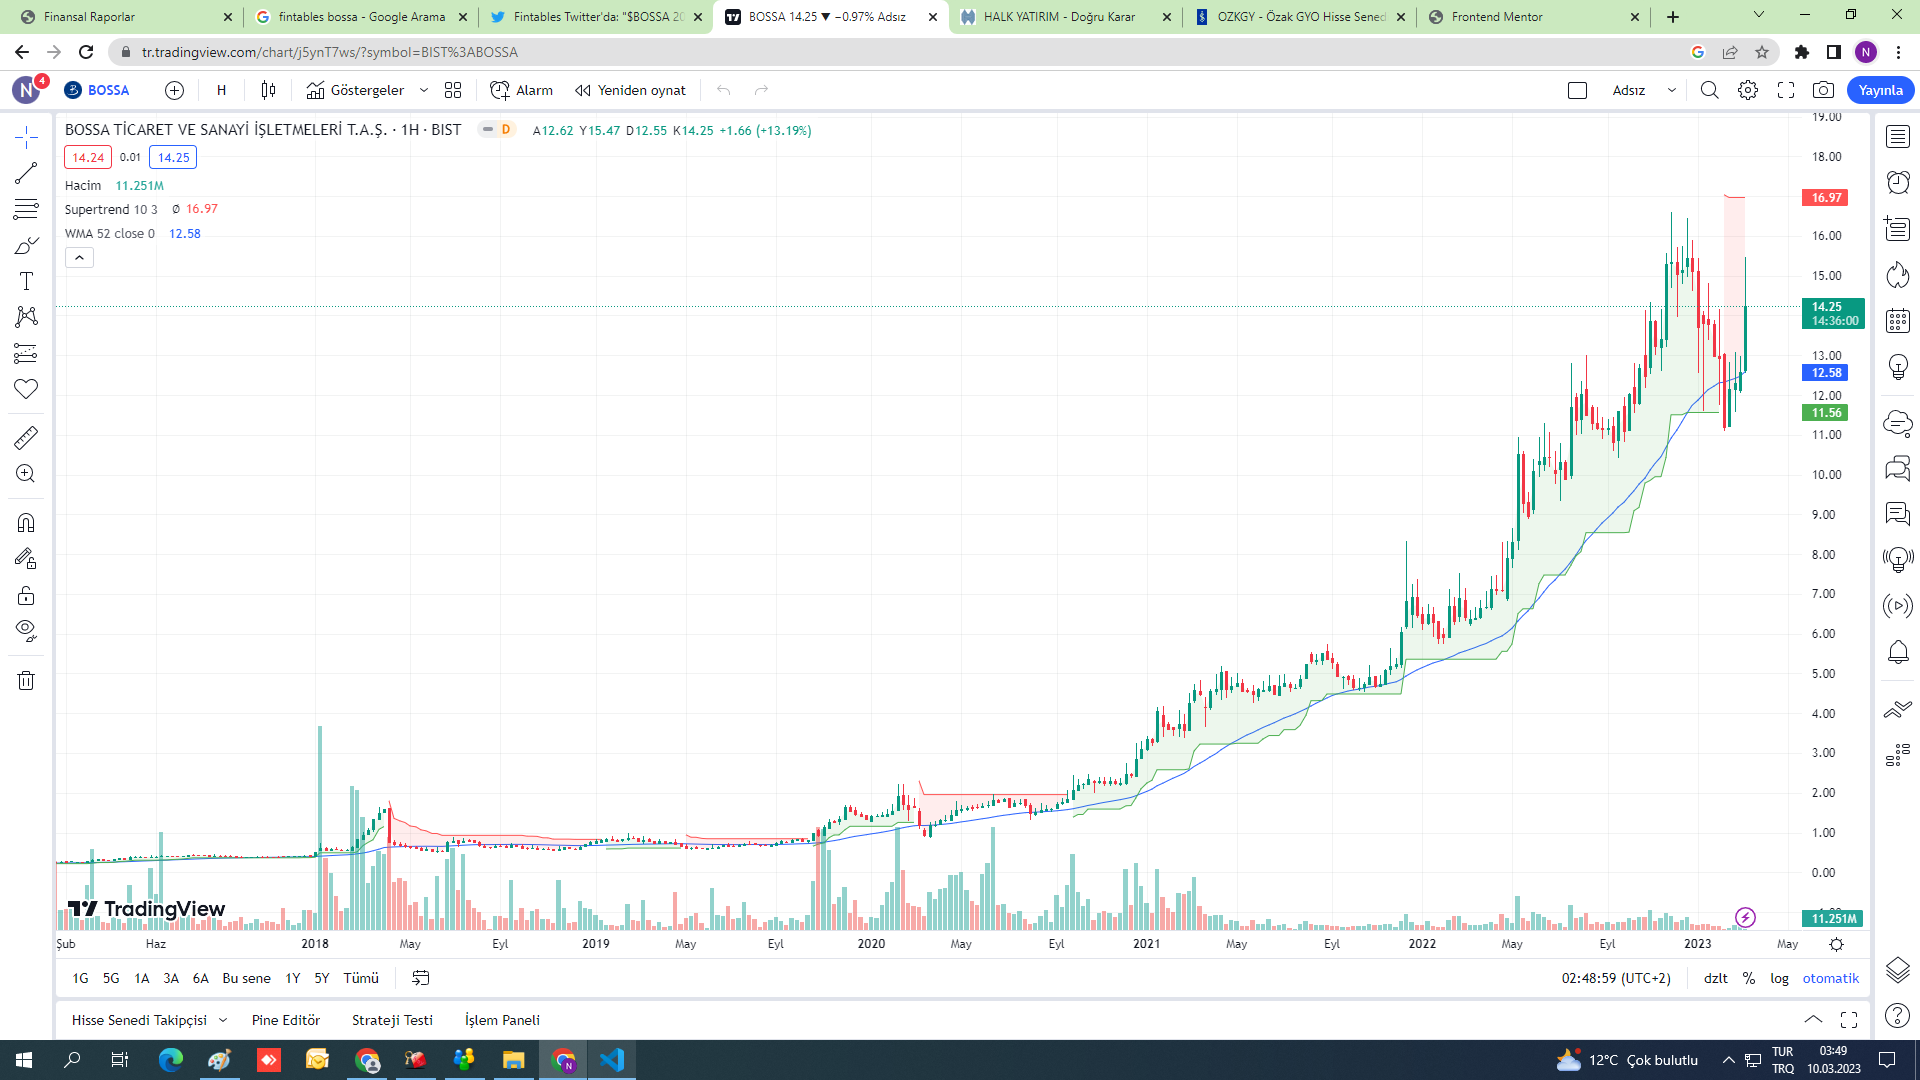 Finansal Raporlar
fintables bossa - Google Arama
Fintables Twitter'da: "$BOSSA 20
BOSSA 14.25 ▼ −0.97% Adsız
HALK YATIRIM - Doğru Karar
OZKGY - Özak GYO Hisse Sened
Frontend Mentor
tr.tradingview.com/chart/j5ynT7ws/?symbol=BIST%3ABOSSA
N
N 4 BOSSA H Göstergeler Alarm Yeniden oynat Adsız Yayınla
BOSSA TİCARET VE SANAYİ İŞLETMELERİ T.A.Ş. · 1H · BIST D A12.62 Y15.47 D12.55 K14.25 +1.66 (+13.19%)
14.24 0.01 14.25
Hacim 11.251M
Supertrend 10 3 Ø 16.97
WMA 52 close 0 12.58
19.00
18.00
16.97
16.00
15.00
14.25
14:36:00
13.00
12.58
12.00
11.56
11.00
10.00
9.00
8.00
7.00
6.00
5.00
4.00
3.00
2.00
1.00
0.00
11.251M
TradingView
Şub Haz 2018 May Eyl 2019 May Eyl 2020 May Eyl 2021 May Eyl 2022 May Eyl 2023 May
1G 5G 1A 3A 6A Bu sene 1Y 5Y Tümü 02:48:59 (UTC+2) dzlt % log otomatik
Hisse Senedi Takipçisi Pine Editör Strateji Testi İşlem Paneli
12°C Çok bulutlu
TUR
TRQ
03:49
10.03.2023